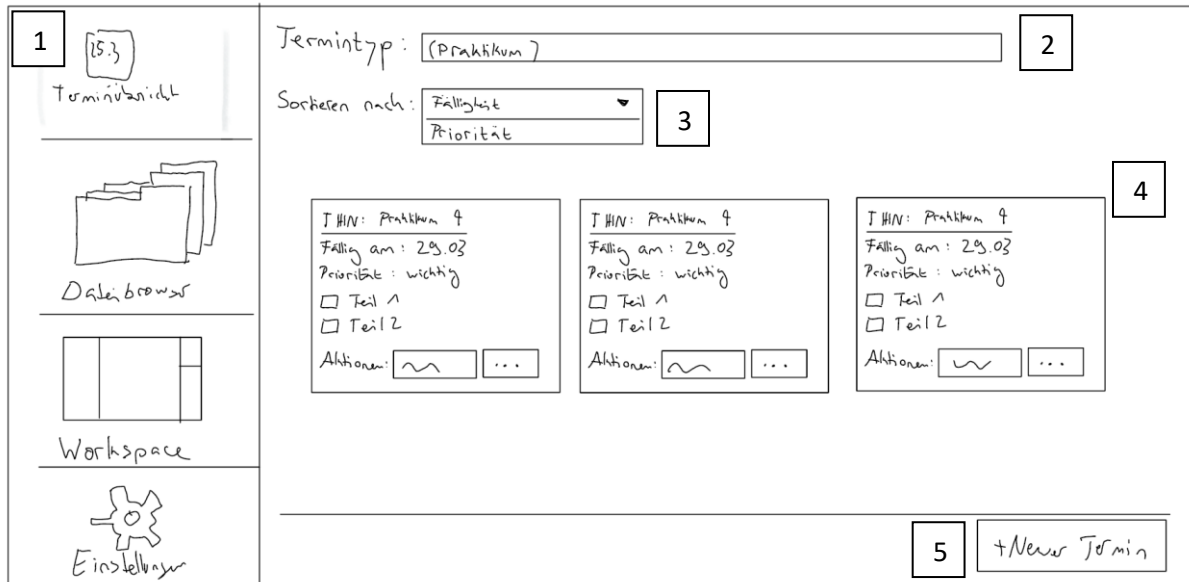 1
25.3
Terminübersicht
Dateibrowser
Workspace
Einstellungen
Termintyp: (Praktikum)
2
Sortieren nach: Fälligkeit
Priorität
3
4
THIN: Praktikum 4
Fällig am: 29.03
Priorität: wichtig
Teil 1
Teil 2
Aktionen: ...
THIN: Praktikum 4
Fällig am: 29.03
Priorität: wichtig
Teil 1
Teil 2
Aktionen: ...
THIN: Praktikum 4
Fällig am: 29.03
Priorität: wichtig
Teil 1
Teil 2
Aktionen: ...
5
+Neuer Termin